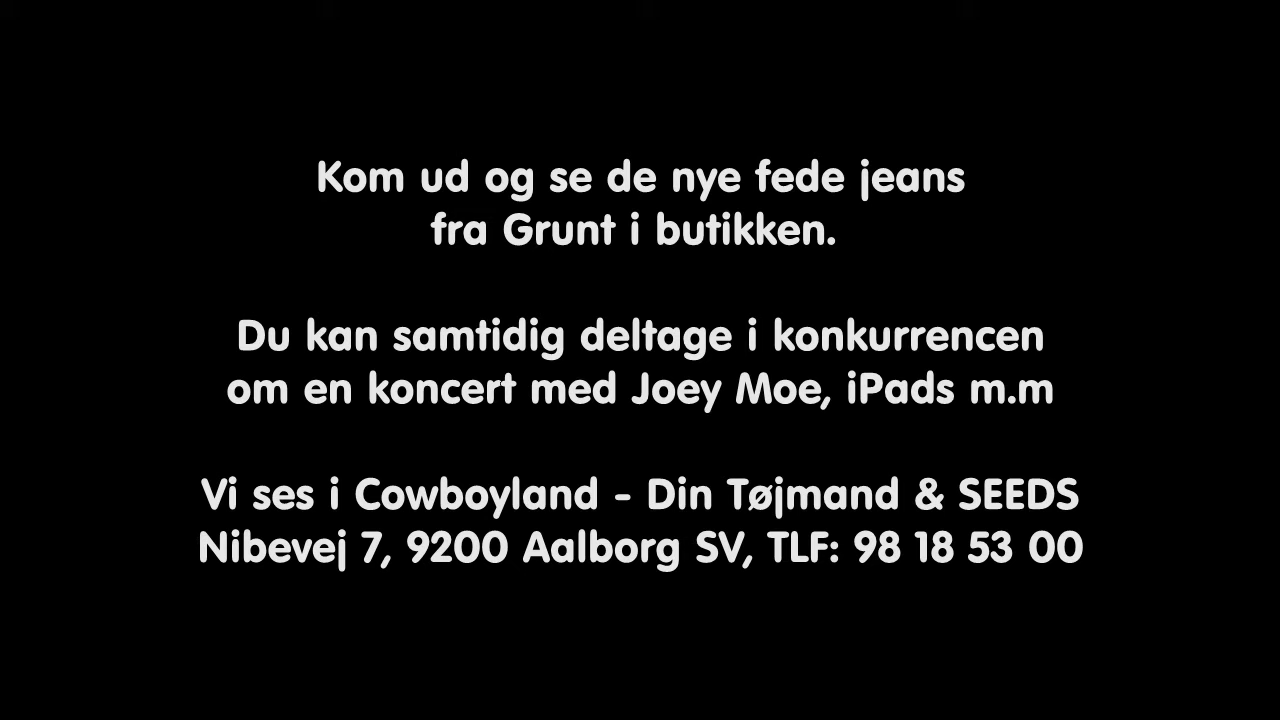 Kom ud og se de nye fede jeans
fra Grunt i butikken.
Du kan samtidig deltage i konkurrencen
om en koncert med Joey Moe, iPads m.m
Vi ses i Cowboyland - Din Tøjmand & SEEDS
Nibevej 7, 9200 Aalborg SV, TLF: 98 18 53 00